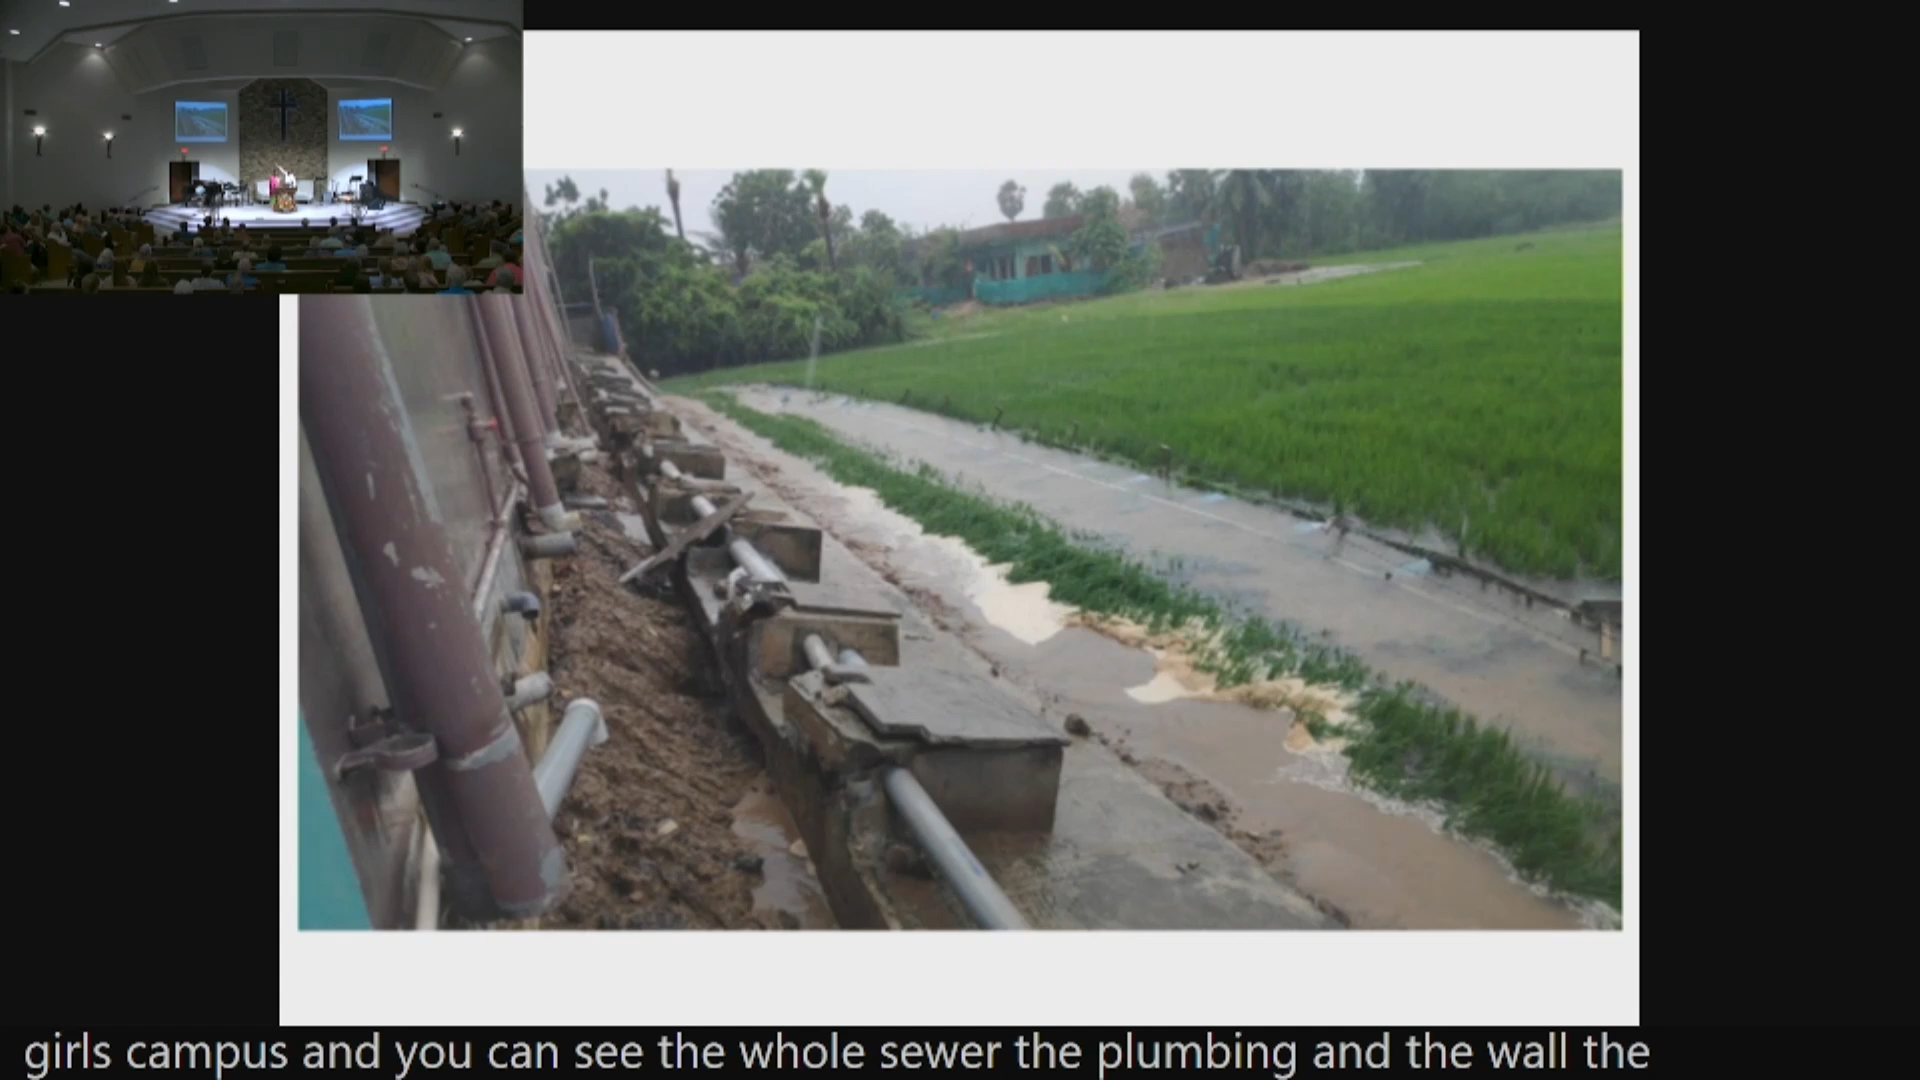 girls campus and you can see the whole sewer the plumbing and the wall the